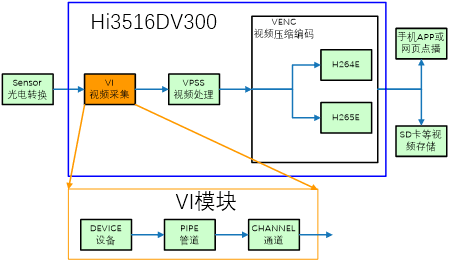 Hi3516DV300
VENC
视频压缩编码
手机APP或
网页点播
Sensor
光电转换
VI
视频采集
VPSS
视频处理
H264E
H265E
SD卡等视
频存储
VI模块
DEVICE
设备
PIPE
管道
CHANNEL
通道